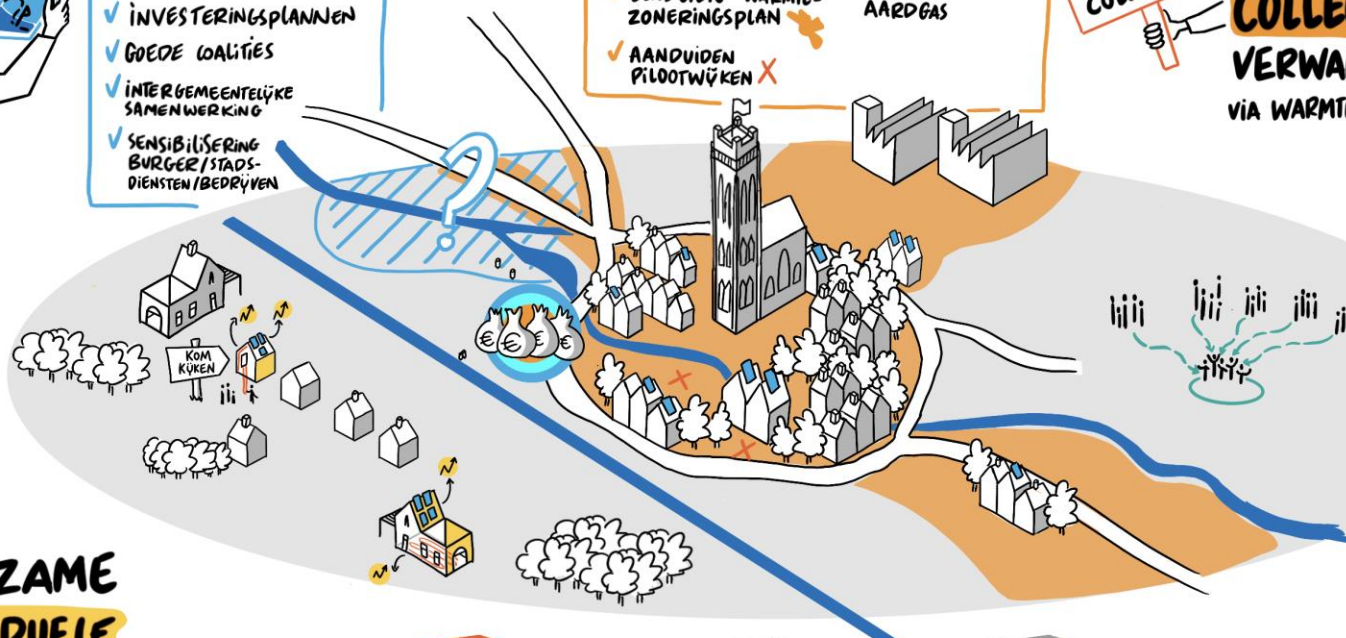 ✓ INVESTERINGSPLANNEN
✓ GOEDE COALITIES
✓ INTERGEMEENTELIJKE
SAMENWERKING
✓ SENSIBILISERING
BURGER/STADS-
DIENSTEN/BEDRIJVEN
ZONERINGSPLAN
✓ AANDUIDEN
PILOOTWIJKEN X
AARDGAS
VERWA
VIA WARMT
?
€ € € €
KOM
KIJKEN
ZAME